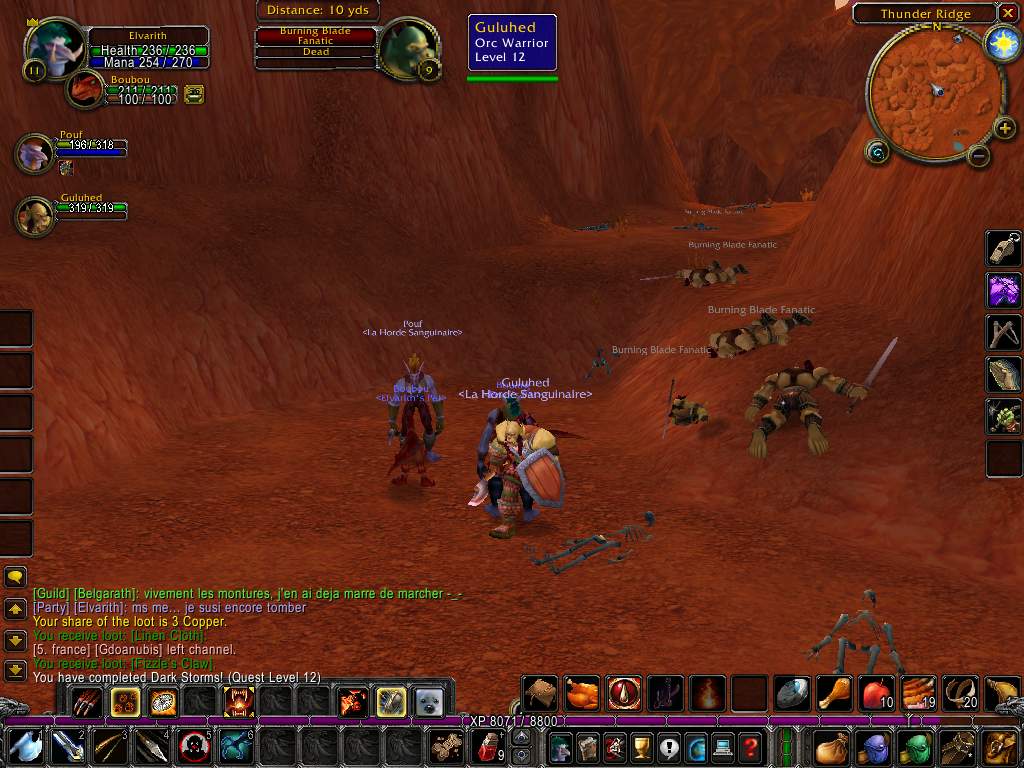 Elvarith
Health 236 / 236
Mana 254 / 270
11
Boubou
211 / 211
100 / 100
Pouf
196 / 318
Guluhed
319 / 319
Distance: 10 yds
Burning Blade Fanatic
Dead
9
Guluhed
Orc Warrior
Level 12
Thunder Ridge
N
Burning Blade Fanatic
Burning Blade Fanatic
Burning Blade Fanatic
Pouf
<La Horde Sanguinaire>
Boubou
<Elvarith's Pet>
Guluhed
<La Horde Sanguinaire>
[Guild] [Belgarath]: vivement les montures, j'en ai deja marre de marcher -_-
[Party] [Elvarith]: ms me... je susi encore tomber
Your share of the loot is 3 Copper.
You receive loot: [Linen Cloth].
[5. france] [Gdoanubis] left channel.
You receive loot: [Fizzle's Claw].
You have completed Dark Storms! (Quest Level 12)
10
19
20
XP 8071 / 8800
2
3
4
5
6
9